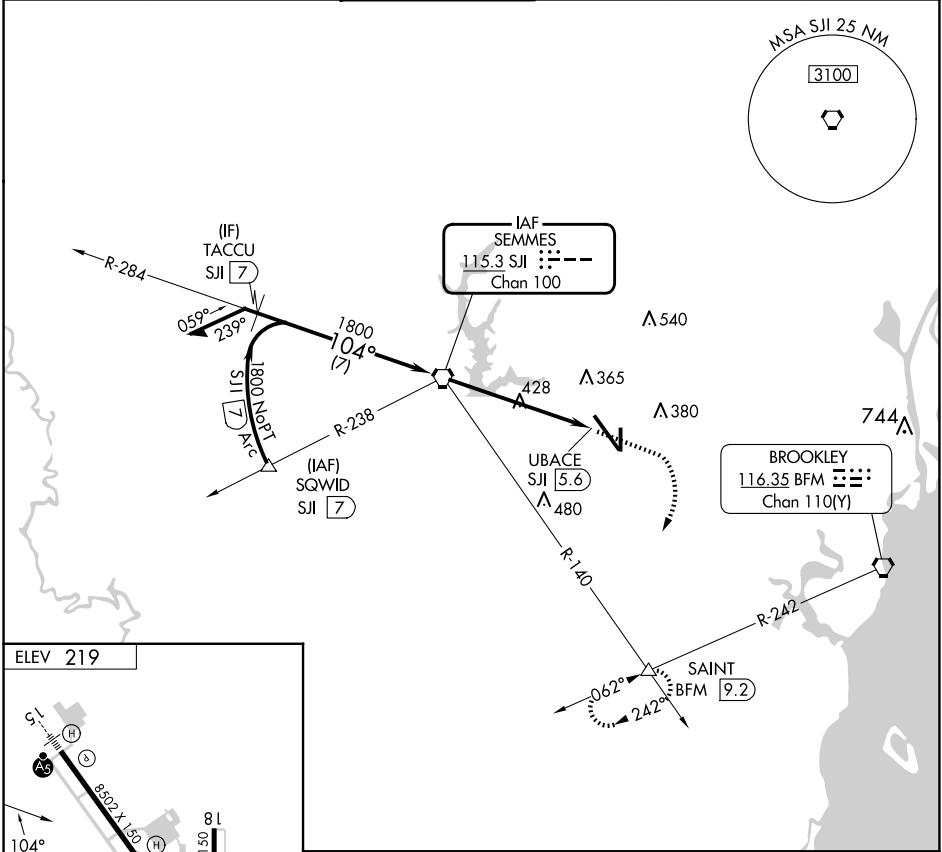 MSA SJI 25 NM
3100
(IF)
TACCU
SJI 7
R-284
059°
239°
1800
104°
(7)
IAF
SEMMES
115.3 SJI
Chan 100
540
365
428
380
744
1800 NoPT
SJI 7 Arc
R-238
(IAF)
SQWID
SJI 7
UBACE
SJI 5.6
480
BROOKLEY
116.35 BFM
Chan 110(Y)
R-140
R-242
SAINT
BFM 9.2
062°
242°
ELEV 219
15
H
P
A5
8502 X 150
H
18
150
104°